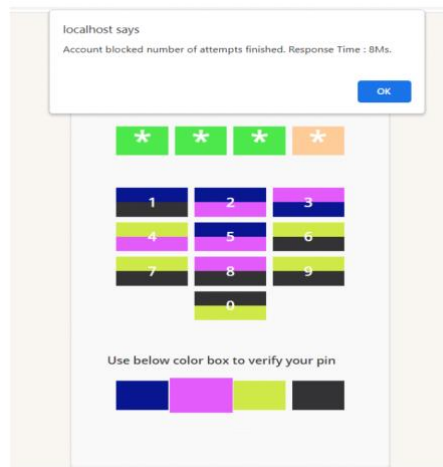 localhost says
Account blocked number of attempts finished. Response Time : 8Ms.
OK
* * * *
1 2 3
4 5 6
7 8 9
0
Use below color box to verify your pin